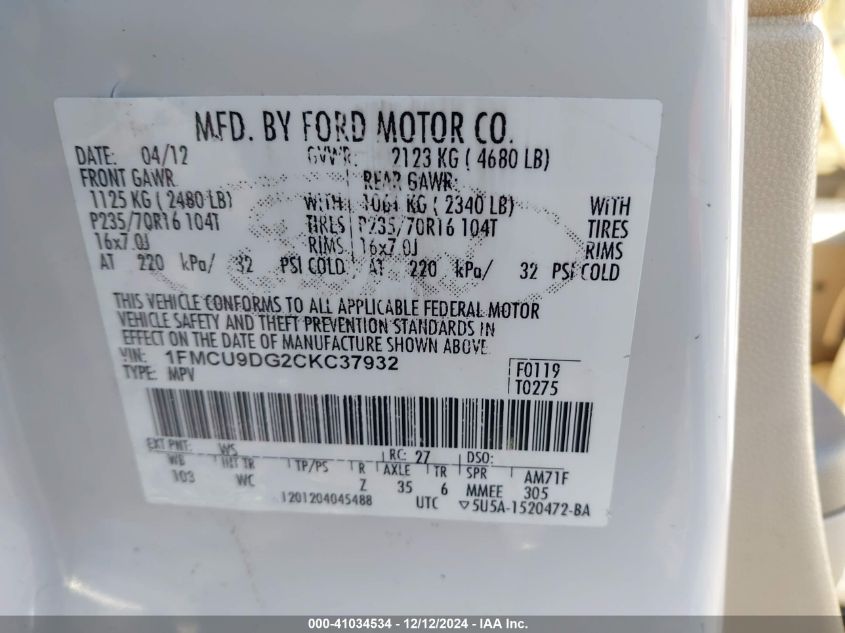 MFD. BY FORD MOTOR CO.
DATE: 04/12 GVWR: 2123 KG ( 4680 LB)
FRONT GAWR: REAR GAWR:
1125 KG ( 2480 LB) WITH 1061 KG ( 2340 LB) WITH
P235/70R16 104T TIRES P235/70R16 104T TIRES
16x7.0J RIMS 16x7.0J RIMS
AT 220 kPa/ 32 PSI COLD AT 220 kPa/ 32 PSI COLD
THIS VEHICLE CONFORMS TO ALL APPLICABLE FEDERAL MOTOR
VEHICLE SAFETY AND THEFT PREVENTION STANDARDS IN
EFFECT ON THE DATE OF MANUFACTURE SHOWN ABOVE.
VIN: 1FMCU9DG2CKC37932 F0119
TYPE: MPV T0275
EXT PNT: WS RC: 27 DSO:
WB INT TR TP/PS R AXLE TR SPR AM71F
103 WC Z 35 6 MMEE 305
1201204045488 UTC ▽5U5A-1520472-BA
000-41034534 - 12/12/2024 - IAA Inc.